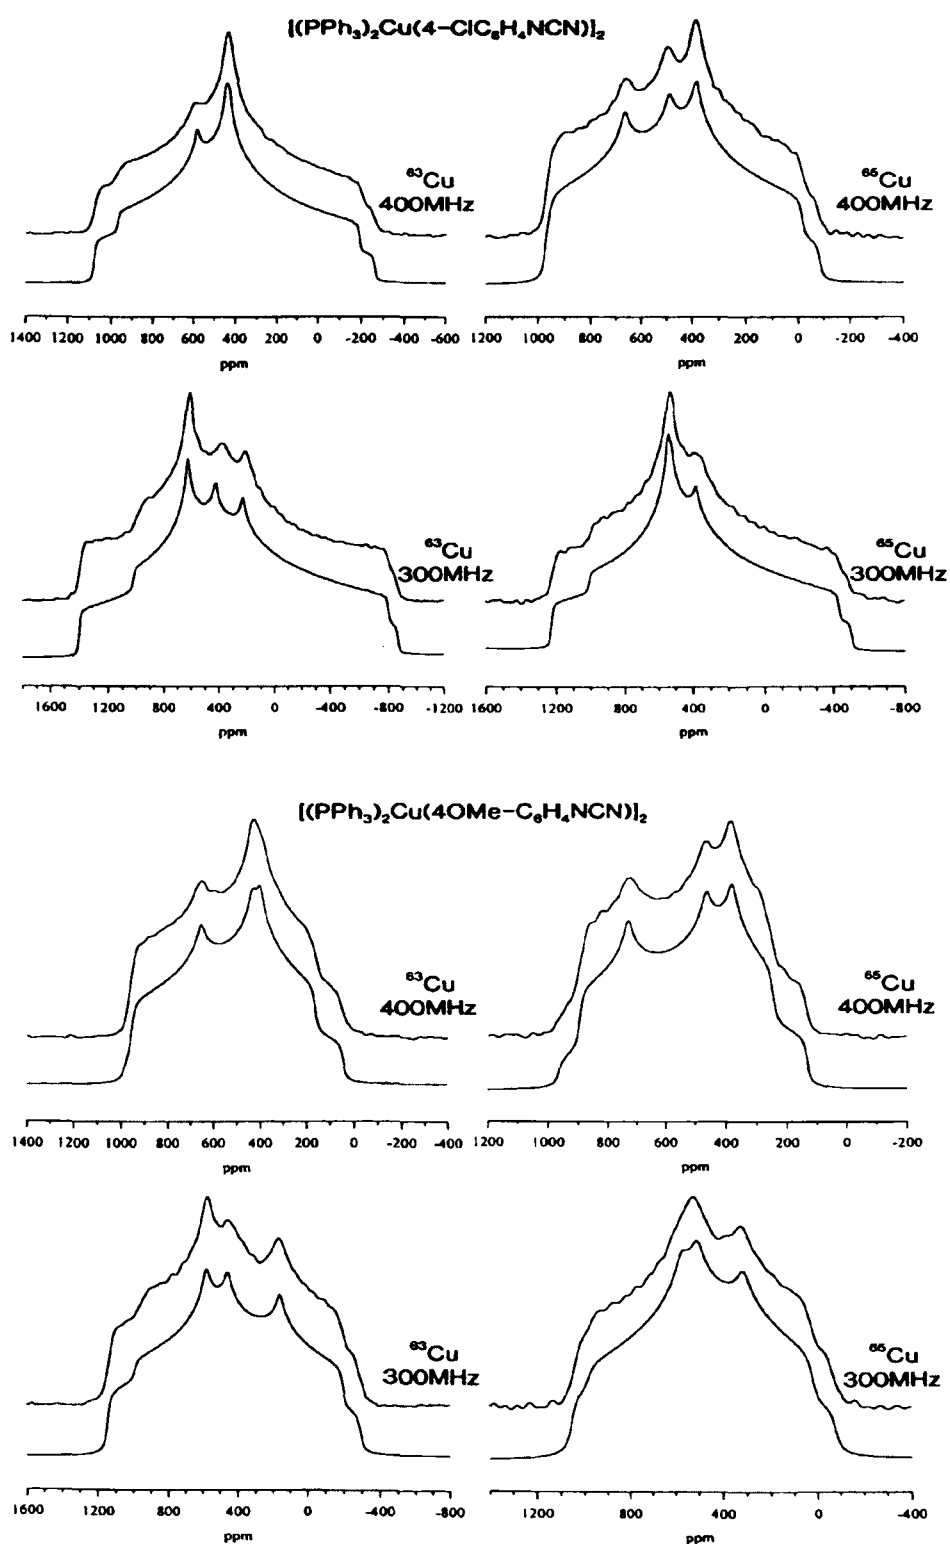 [(PPh₃)₂Cu(4-ClC₆H₄NCN)]₂
⁶³Cu
400MHz
1400 1200 1000 800 600 400 200 0 -200 -400 -600
ppm
⁶⁵Cu
400MHz
1200 1000 800 600 400 200 0 -200 -400
ppm
⁶³Cu
300MHz
1600 1200 800 400 0 -400 -800 -1200
ppm
⁶⁵Cu
300MHz
1600 1200 800 400 0 -400 -800
ppm
[(PPh₃)₂Cu(4OMe-C₆H₄NCN)]₂
⁶³Cu
400MHz
1400 1200 1000 800 600 400 200 0 -200 -400
ppm
⁶⁵Cu
400MHz
1200 1000 800 600 400 200 0 -200
ppm
⁶³Cu
300MHz
1600 1200 800 400 0 -400 -800
ppm
⁶⁵Cu
300MHz
1200 800 400 0 -400
ppm